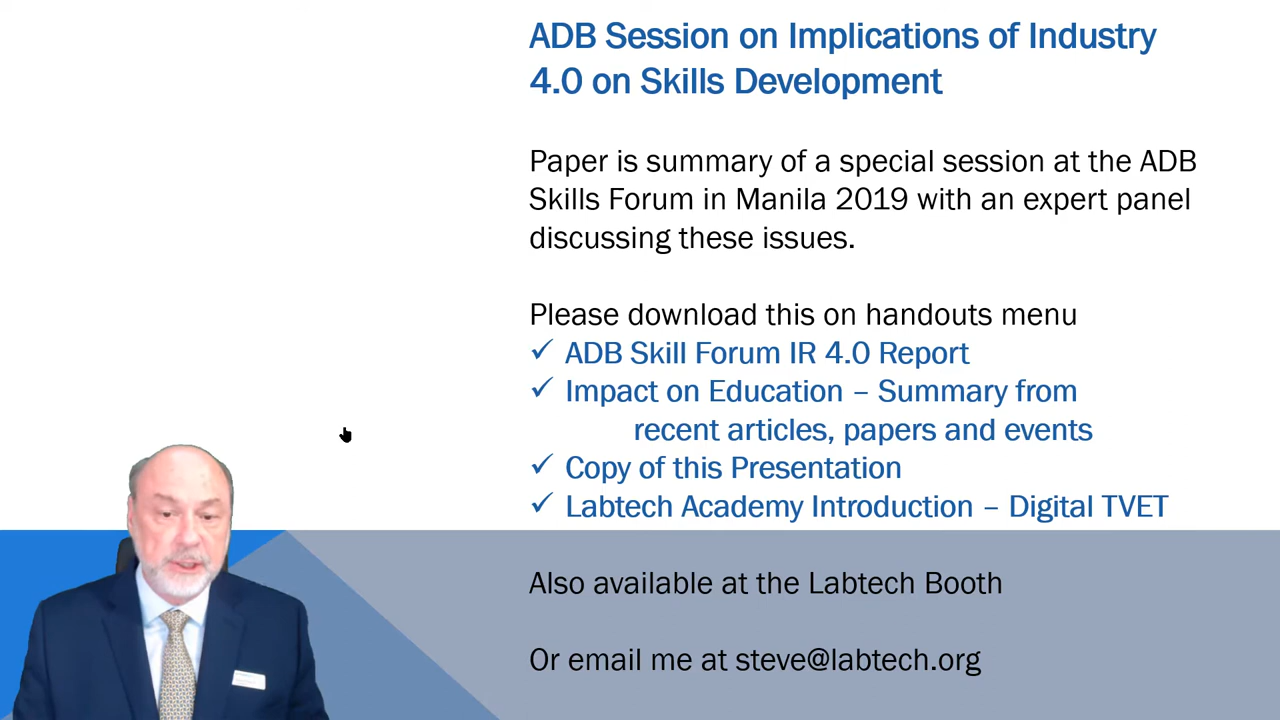 ADB Session on Implications of Industry
4.0 on Skills Development
Paper is summary of a special session at the ADB
Skills Forum in Manila 2019 with an expert panel
discussing these issues.
Please download this on handouts menu
✓ ADB Skill Forum IR 4.0 Report
✓ Impact on Education – Summary from
recent articles, papers and events
✓ Copy of this Presentation
✓ Labtech Academy Introduction – Digital TVET
Also available at the Labtech Booth
Or email me at steve@labtech.org